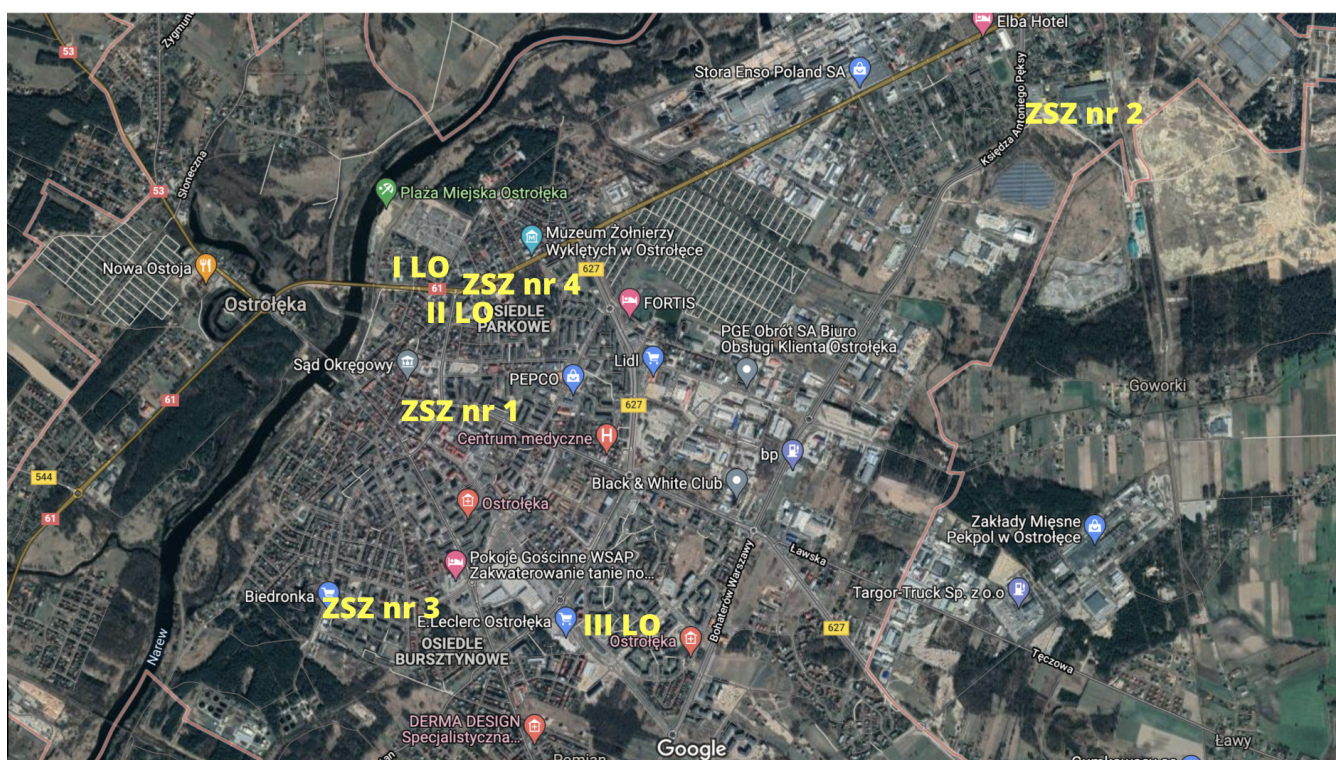 Elba Hotel
53
Zygmun
Stora Enso Poland SA
Księdza Antoniego Pęksy
ZSZ nr 2
Słoneczna
53
Plaża Miejska Ostrołęka
Muzeum Żołnierzy
Wyklętych w Ostrołęce
Nowa Ostoja
I LO
627
ZSZ nr 4
61
Ostrołęka
II LO
OSIEDLE
PARKOWE
FORTIS
PGE Obrót SA Biuro
Obsługi Klienta Ostrołęka
Sąd Okręgowy
Lidl
PEPCO
Goworki
61
627
ZSZ nr 1
Centrum medyczne
bp
544
Black & White Club
61
Ostrołęka
Zakłady Mięsne
Pekpol w Ostrołęce
Ławska
Pokoje Gościnne WSAP
Zakwaterowanie tanie no...
Bohaterów Warszawy
Biedronka
ZSZ nr 3
Targor-Truck Sp. z o.o
E.Leclerc Ostrołęka
III LO
627
Ostrołęka
Narew
OSIEDLE
BURSZTYNOWE
Tęczowa
DERMA DESIGN
Specjalistyczna...
Google
Ławy